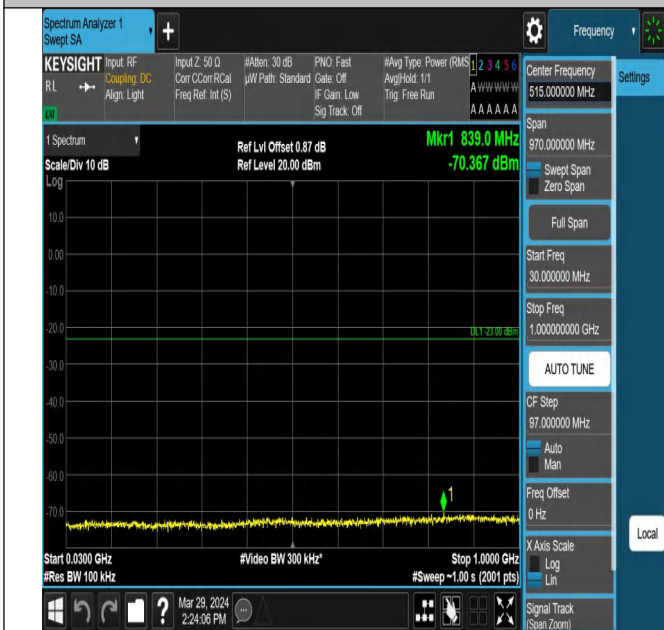 Spectrum Analyzer 1
Swept SA
+
Frequency
KEYSIGHT
RL
LXI
Input: RF
Coupling: DC
Align: Light
Input Z: 50 Ω
Corr CCorr RCal
Freq Ref: Int (S)
#Atten: 30 dB
µW Path: Standard
PNO: Fast
Gate: Off
IF Gain: Low
Sig Track: Off
#Avg Type: Power (RMS
Avg|Hold: 1/1
Trig: Free Run
1 2 3 4 5 6
A W W W W W
A A A A A A
1 Spectrum
Scale/Div 10 dB
Log
Ref Lvl Offset 0.87 dB
Ref Level 20.00 dBm
Mkr1 839.0 MHz
-70.367 dBm
10.0
0.00
-10.0
-20.0
DL1 -23.00 dBm
-30.0
-40.0
-50.0
-60.0
1
-70.0
Start 0.0300 GHz
#Video BW 300 kHz*
Stop 1.0000 GHz
#Res BW 100 kHz
#Sweep ~1.00 s (2001 pts)
?
Mar 29, 2024
2:24:06 PM
Center Frequency
515.000000 MHz
Settings
Span
970.000000 MHz
Swept Span
Zero Span
Full Span
Start Freq
30.000000 MHz
Stop Freq
1.000000000 GHz
AUTO TUNE
CF Step
97.000000 MHz
Auto
Man
Freq Offset
0 Hz
Local
X Axis Scale
Log
Lin
Signal Track
(Span Zoom)